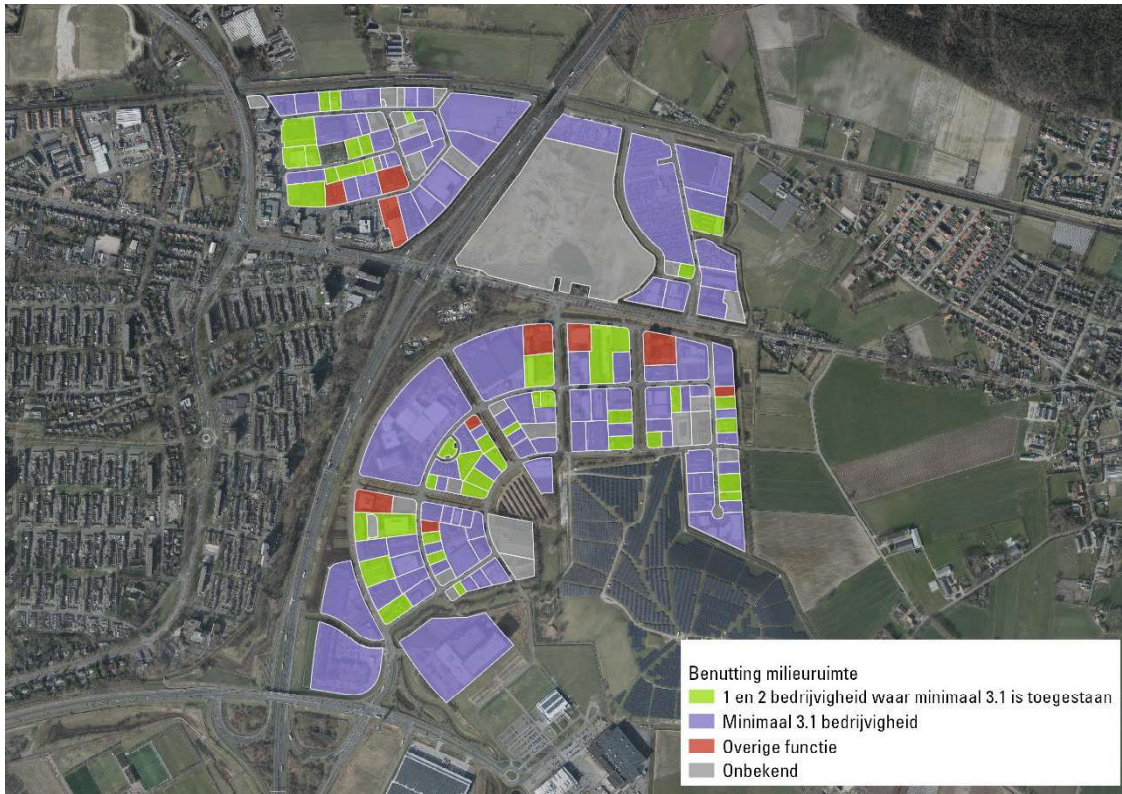 Benutting milieuruimte
1 en 2 bedrijvigheid waar minimaal 3.1 is toegestaan
Minimaal 3.1 bedrijvigheid
Overige functie
Onbekend